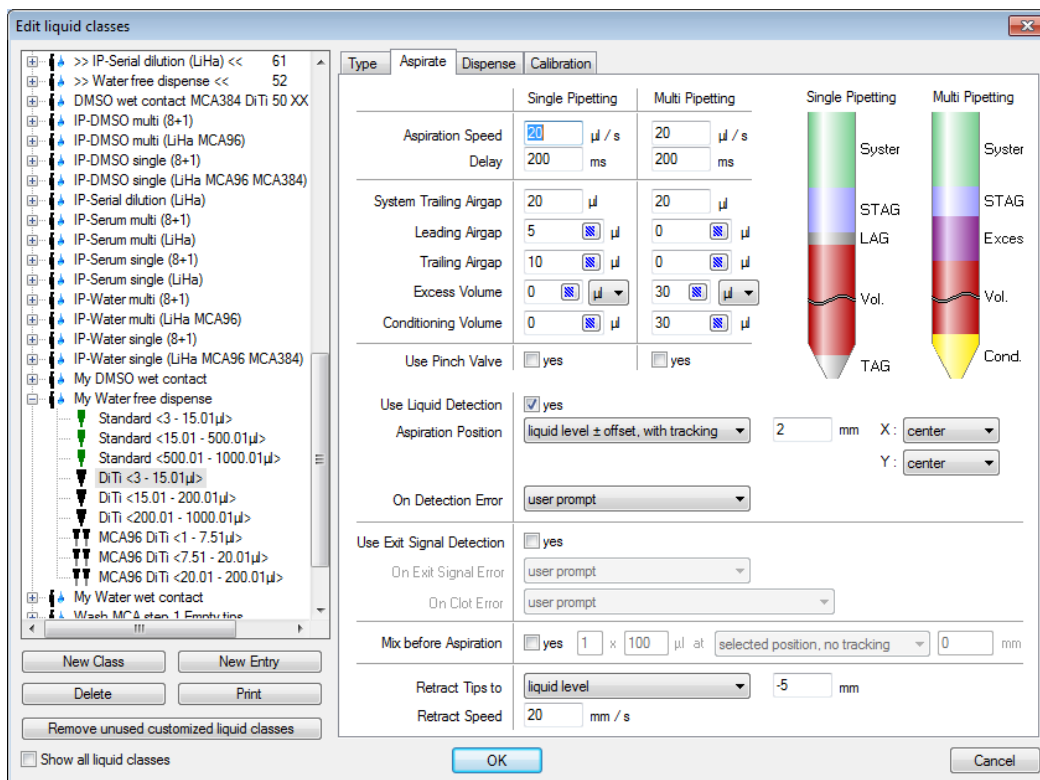 Edit liquid classes
>> IP-Serial dilution (LiHa) << 61
>> Water free dispense << 52
DMSO wet contact MCA384 DiTi 50 XX
IP-DMSO multi (8+1)
IP-DMSO multi (LiHa MCA96)
IP-DMSO single (8+1)
IP-DMSO single (LiHa MCA96 MCA384)
IP-Serial dilution (LiHa)
IP-Serum multi (8+1)
IP-Serum multi (LiHa)
IP-Serum single (8+1)
IP-Serum single (LiHa)
IP-Water multi (8+1)
IP-Water multi (LiHa MCA96)
IP-Water single (8+1)
IP-Water single (LiHa MCA96 MCA384)
My DMSO wet contact
My Water free dispense
Standard <3 - 15.01µl>
Standard <15.01 - 500.01µl>
Standard <500.01 - 1000.01µl>
DiTi <3 - 15.01µl>
DiTi <15.01 - 200.01µl>
DiTi <200.01 - 1000.01µl>
MCA96 DiTi <1 - 7.51µl>
MCA96 DiTi <7.51 - 20.01µl>
MCA96 DiTi <20.01 - 200.01µl>
My Water wet contact
Wash MCA step 1 Empty tips
New Class New Entry
Delete Print
Remove unused customized liquid classes
Show all liquid classes
Type Aspirate Dispense Calibration
Single Pipetting Multi Pipetting
Aspiration Speed 20 µl / s 20 µl / s
Delay 200 ms 200 ms
System Trailing Airgap 20 µl 20 µl
Leading Airgap 5 µl 0 µl
Trailing Airgap 10 µl 0 µl
Excess Volume 0 µl 30 µl
Conditioning Volume 0 µl 30 µl
Use Pinch Valve yes yes
Use Liquid Detection yes
Aspiration Position liquid level ± offset, with tracking 2 mm X : center
Y : center
On Detection Error user prompt
Use Exit Signal Detection yes
On Exit Signal Error user prompt
On Clot Error user prompt
Mix before Aspiration yes 1 x 100 µl at selected position, no tracking 0 mm
Retract Tips to liquid level -5 mm
Retract Speed 20 mm / s
Single Pipetting Multi Pipetting
Syster Syster
STAG STAG
LAG Exces
Vol. Vol.
TAG Cond.
OK Cancel